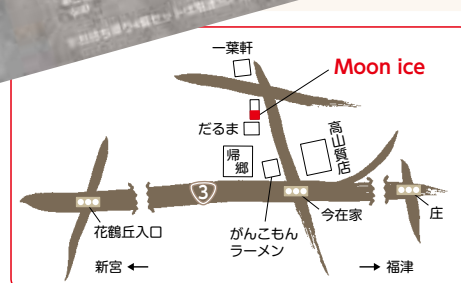 一葉軒
Moon ice
だるま
帰郷
高山質店
3
花鶴丘入口
がんこもん
ラーメン
今在家
庄
新宮 ←
→ 福津